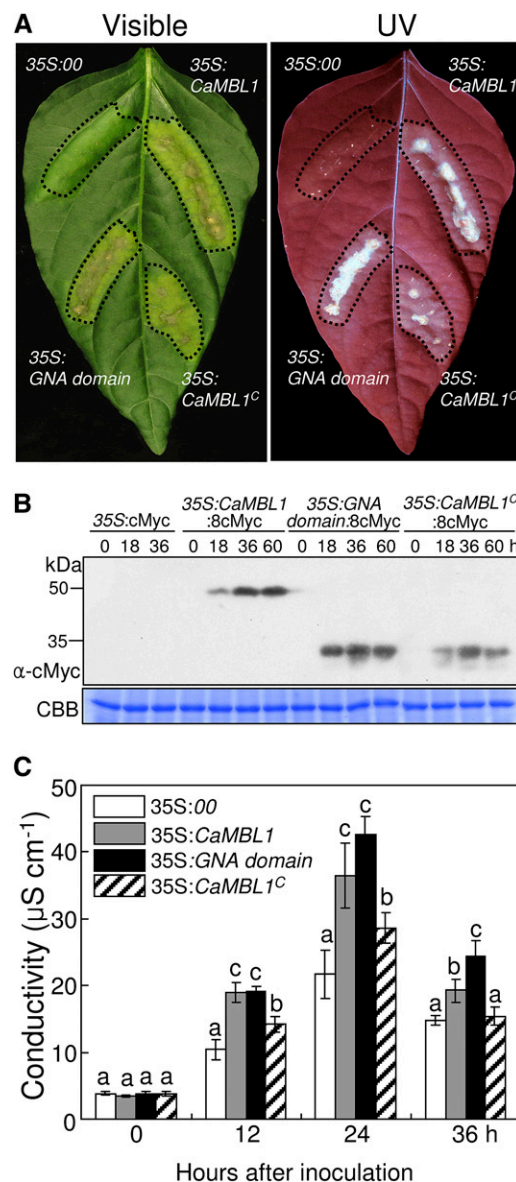 A
Visible
UV
35S:00
35S:
CaMBL1
35S:00
35S:
CaMBL1
35S:
GNA domain
35S:
CaMBL1C
35S:
GNA domain
35S:
CaMBL1C
B
35S:cMyc
35S:CaMBL1
:8cMyc
35S:GNA
domain:8cMyc
35S:CaMBL1C
:8cMyc
0 18 36 0 18 36 60 0 18 36 60 0 18 36 60 h
kDa
50
35
α-cMyc
CBB
C
50
40
30
20
10
0
Conductivity (µS cm-1)
35S:00
35S:CaMBL1
35S:GNA domain
35S:CaMBL1C
a a a a
a c c b
a c c b
a b c a
0 12 24 36 h
Hours after inoculation